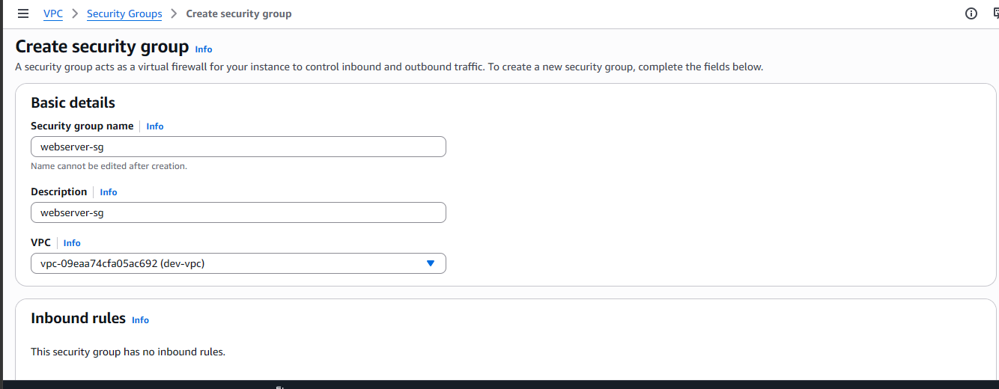 VPC > Security Groups > Create security group
Create security group Info
A security group acts as a virtual firewall for your instance to control inbound and outbound traffic. To create a new security group, complete the fields below.
Basic details
Security group name Info
webserver-sg
Name cannot be edited after creation.
Description Info
webserver-sg
VPC Info
vpc-09eaa74cfa05ac692 (dev-vpc)
Inbound rules Info
This security group has no inbound rules.